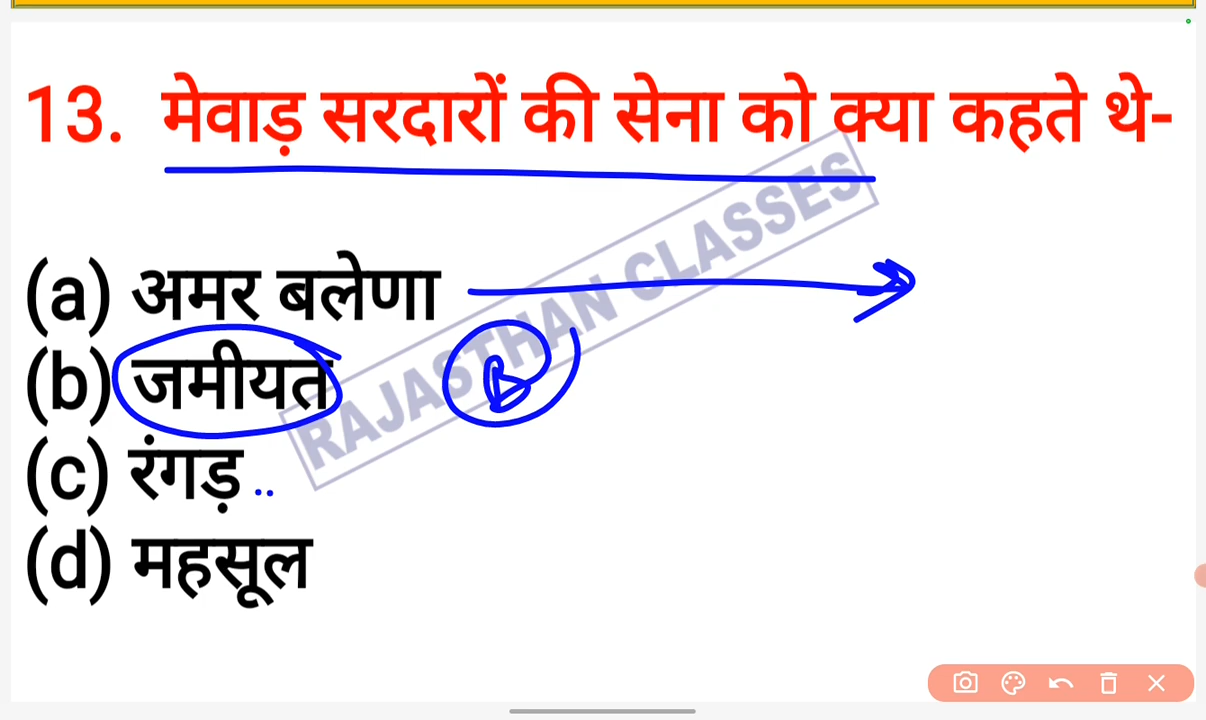 13. मेवाड़ सरदारों की सेना को क्या कहते थे-
(a) अमर बलेणा
(b) जमीयत
(c) रंगड़
(d) महसूल
RAJASTHAN CLASSES